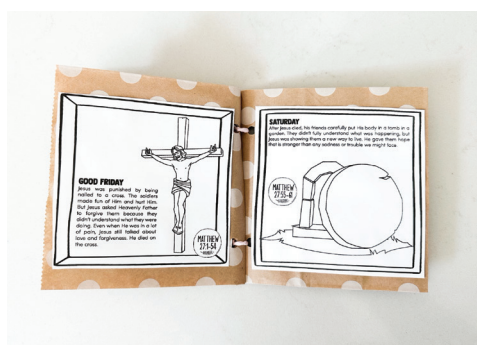 GOOD FRIDAY
Jesus was punished by being
nailed to a cross. The soldiers
made fun of Him and hurt Him.
But Jesus asked Heavenly Father
to forgive them because they
didn't understand what they were
doing. Even when He was in a lot
of pain, Jesus still talked about
love and forgiveness. He died on
the cross.
MATTHEW
27:1-54
SATURDAY
After Jesus died, his friends carefully put His body in a tomb in a
garden. They didn't fully understand what was happening, but
Jesus was showing them a new way to live. He gave them hope
that is stronger than any sadness or trouble we might face.
MATTHEW
27:55-61